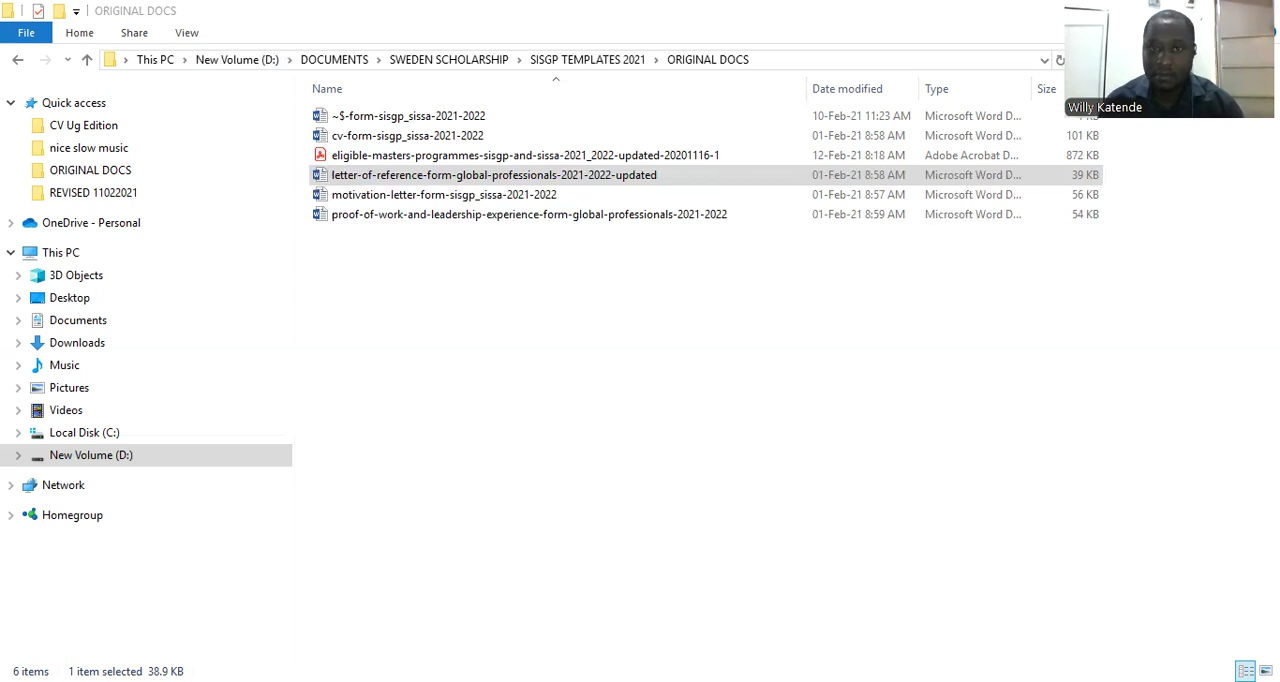 ORIGINAL DOCS
File Home Share View
This PC New Volume (D:) DOCUMENTS SWEDEN SCHOLARSHIP SISGP TEMPLATES 2021 ORIGINAL DOCS
Name Date modified Type Size
~$-form-sisgp_sissa-2021-2022 10-Feb-21 11:23 AM Microsoft Word D... KB
cv-form-sisgp_sissa-2021-2022 01-Feb-21 8:58 AM Microsoft Word D... 101 KB
eligible-masters-programmes-sisgp-and-sissa-2021_2022-updated-20201116-1 12-Feb-21 8:18 AM Adobe Acrobat D... 872 KB
letter-of-reference-form-global-professionals-2021-2022-updated 01-Feb-21 8:58 AM Microsoft Word D... 39 KB
motivation-letter-form-sisgp_sissa-2021-2022 01-Feb-21 8:57 AM Microsoft Word D... 56 KB
proof-of-work-and-leadership-experience-form-global-professionals-2021-2022 01-Feb-21 8:59 AM Microsoft Word D... 54 KB
Willy Katende
Quick access
CV Ug Edition
nice slow music
ORIGINAL DOCS
REVISED 11022021
OneDrive - Personal
This PC
3D Objects
Desktop
Documents
Downloads
Music
Pictures
Videos
Local Disk (C:)
New Volume (D:)
Network
Homegroup
6 items 1 item selected 38.9 KB